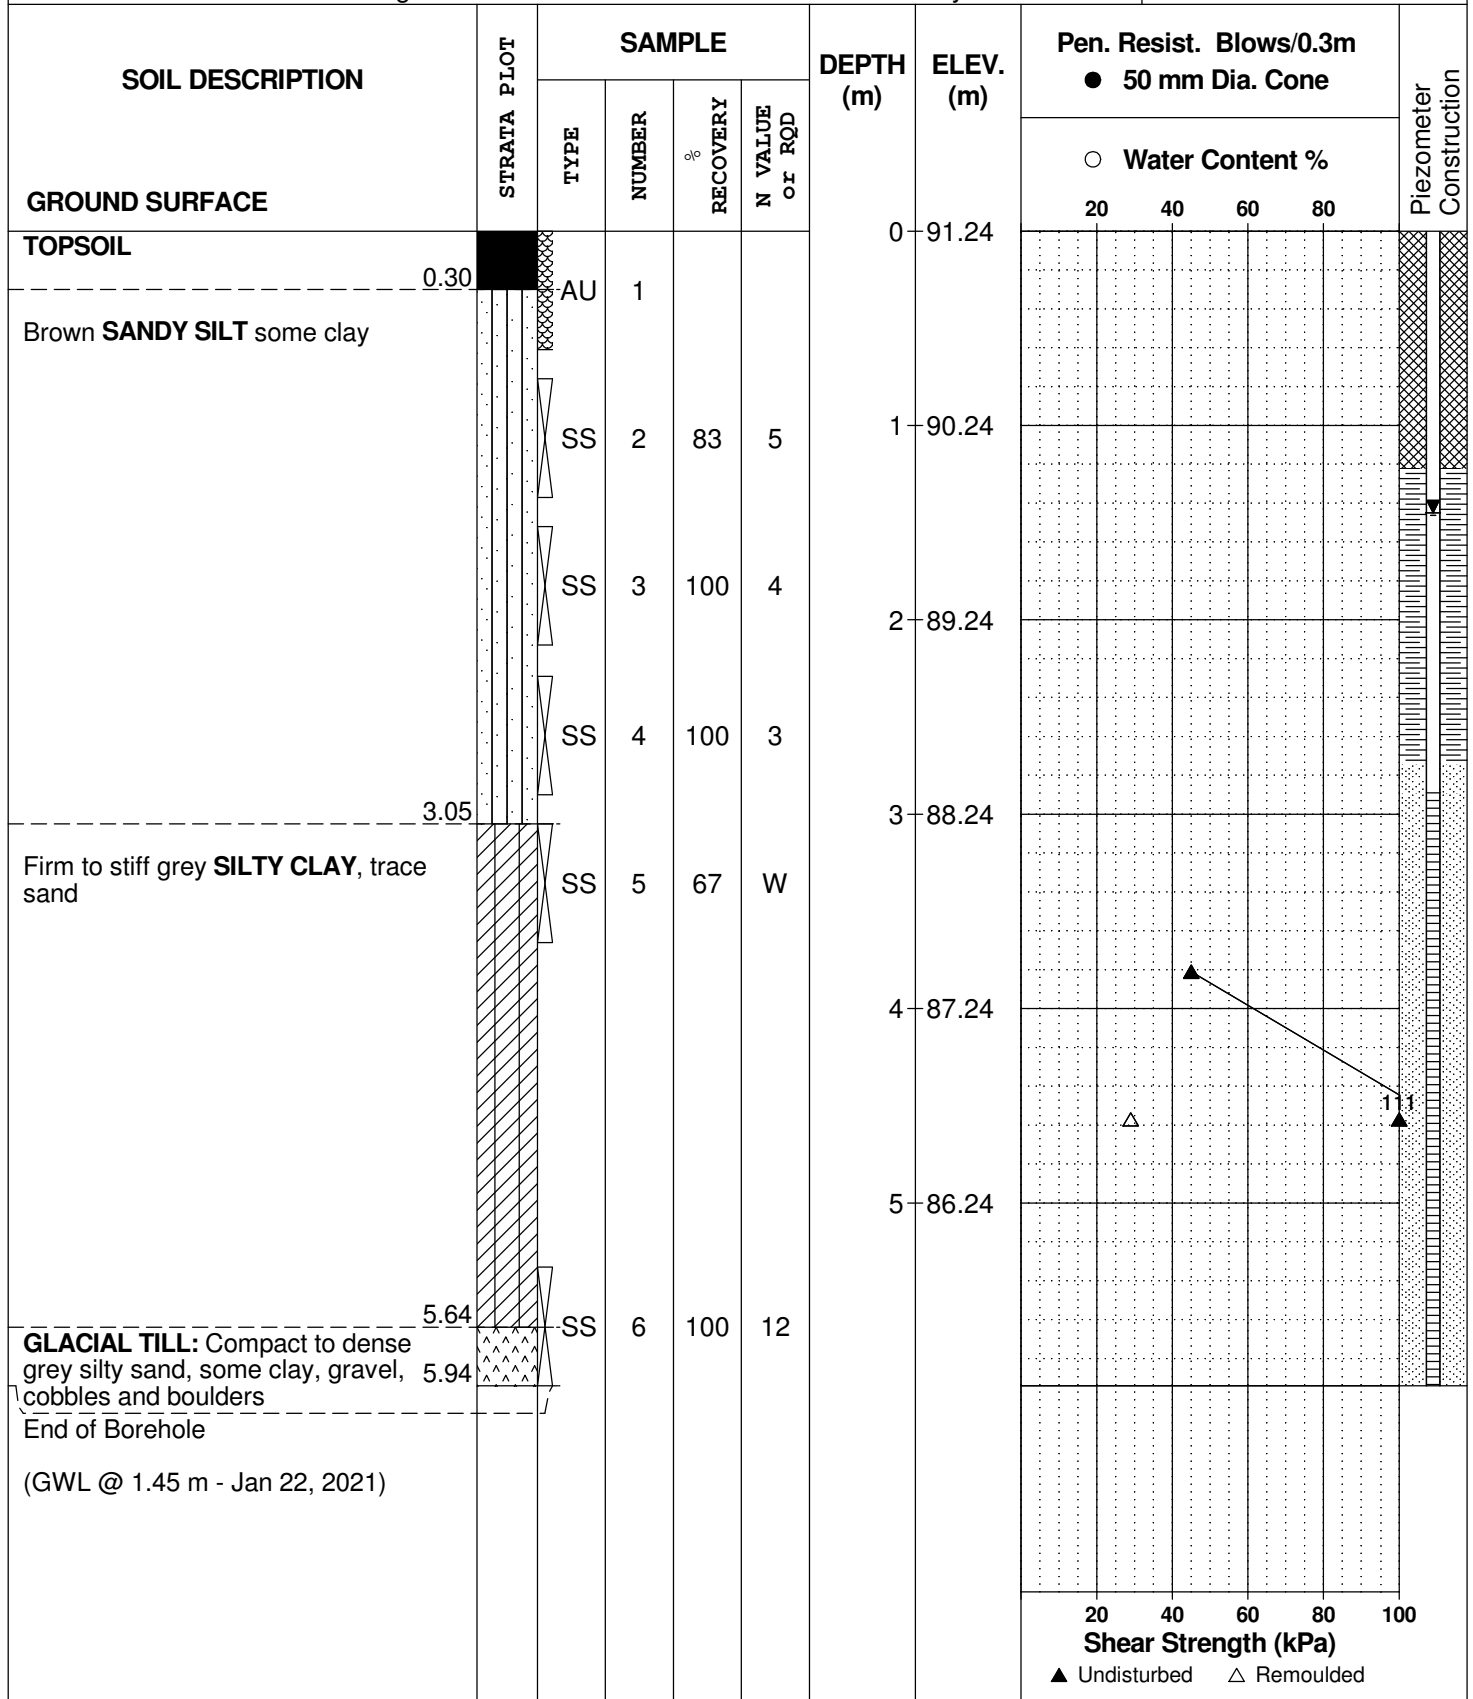 SOIL DESCRIPTION
GROUND SURFACE
STRATA PLOT
SAMPLE
TYPE
NUMBER
%
RECOVERY
N VALUE
or RQD
DEPTH
(m)
ELEV.
(m)
Pen. Resist. Blows/0.3m
● 50 mm Dia. Cone
○ Water Content %
20 40 60 80
Piezometer
Construction
TOPSOIL
0.30
AU 1
0 91.24
Brown SANDY SILT some clay
SS 2 83 5
1 90.24
SS 3 100 4
2 89.24
SS 4 100 3
3.05
3 88.24
Firm to stiff grey SILTY CLAY, trace
sand
SS 5 67 W
4 87.24
111
5 86.24
5.64
SS 6 100 12
GLACIAL TILL: Compact to dense
grey silty sand, some clay, gravel,
cobbles and boulders
5.94
End of Borehole
(GWL @ 1.45 m - Jan 22, 2021)
20 40 60 80 100
Shear Strength (kPa)
▲ Undisturbed △ Remoulded